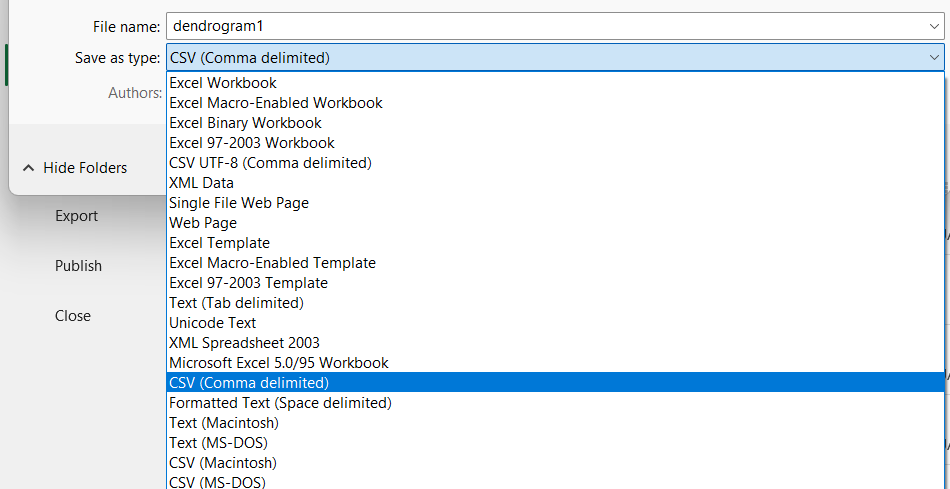 File name: dendrogram1
Save as type: CSV (Comma delimited)
Authors:
Excel Workbook
Excel Macro-Enabled Workbook
Excel Binary Workbook
Excel 97-2003 Workbook
CSV UTF-8 (Comma delimited)
XML Data
Single File Web Page
Web Page
Excel Template
Excel Macro-Enabled Template
Excel 97-2003 Template
Text (Tab delimited)
Unicode Text
XML Spreadsheet 2003
Microsoft Excel 5.0/95 Workbook
CSV (Comma delimited)
Formatted Text (Space delimited)
Text (Macintosh)
Text (MS-DOS)
CSV (Macintosh)
CSV (MS-DOS)
Hide Folders
Export
Publish
Close